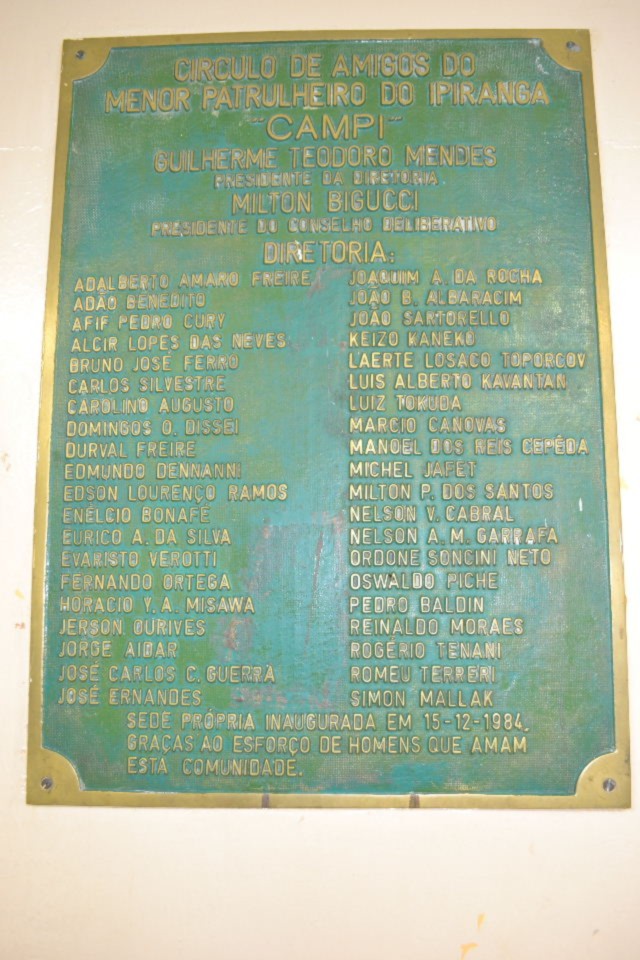 CIRCULO DE AMIGOS DO
MENOR PATRULHEIRO DO IPIRANGA
"CAMPI"
GUILHERME TEODORO MENDES
PRESIDENTE DA DIRETORIA
MILTON BIGUCCI
PRESIDENTE DO CONSELHO DELIBERATIVO
DIRETORIA:
ADALBERTO AMARO FREIRE
ADÃO BENEDITO
AFIF PEDRO CURY
ALCIR LOPES DAS NEVES
BRUNO JOSÉ FERRO
CARLOS SILVESTRE
CAROLINO AUGUSTO
DOMINGOS O. DISSEI
DURVAL FREIRE
EDMUNDO DENNANNI
EDSON LOURENÇO RAMOS
ENÉLCIO BONAFÉ
EURICO A. DA SILVA
EVARISTO VEROTTI
FERNANDO ORTEGA
HORACIO Y. A. MISAWA
JERSON OURIVES
JORGE AIDAR
JOSÉ CARLOS C. GUERRA
JOSÉ ERNANDES
JOAQUIM A. DA ROCHA
JOÃO B. ALBARACIM
JOÃO SARTORELLO
KEIZO KANEKO
LAERTE LOSACO TOPORCOV
LUIS ALBERTO KAVANTAN
LUIZ TOKUDA
MARCIO CANOVAS
MANOEL DOS REIS CEPÊDA
MICHEL JAFET
MILTON P. DOS SANTOS
NELSON V. CABRAL
NELSON A. M. GARRAFA
ORDONE SONCINI NETO
OSWALDO PICHE
PEDRO BALDIN
REINALDO MORAES
ROGÉRIO TENANI
ROMEU TERRERI
SIMON MALLAK
SEDE PRÓPRIA INAUGURADA EM 15-12-1984,
GRAÇAS AO ESFORÇO DE HOMENS QUE AMAM
ESTA COMUNIDADE.